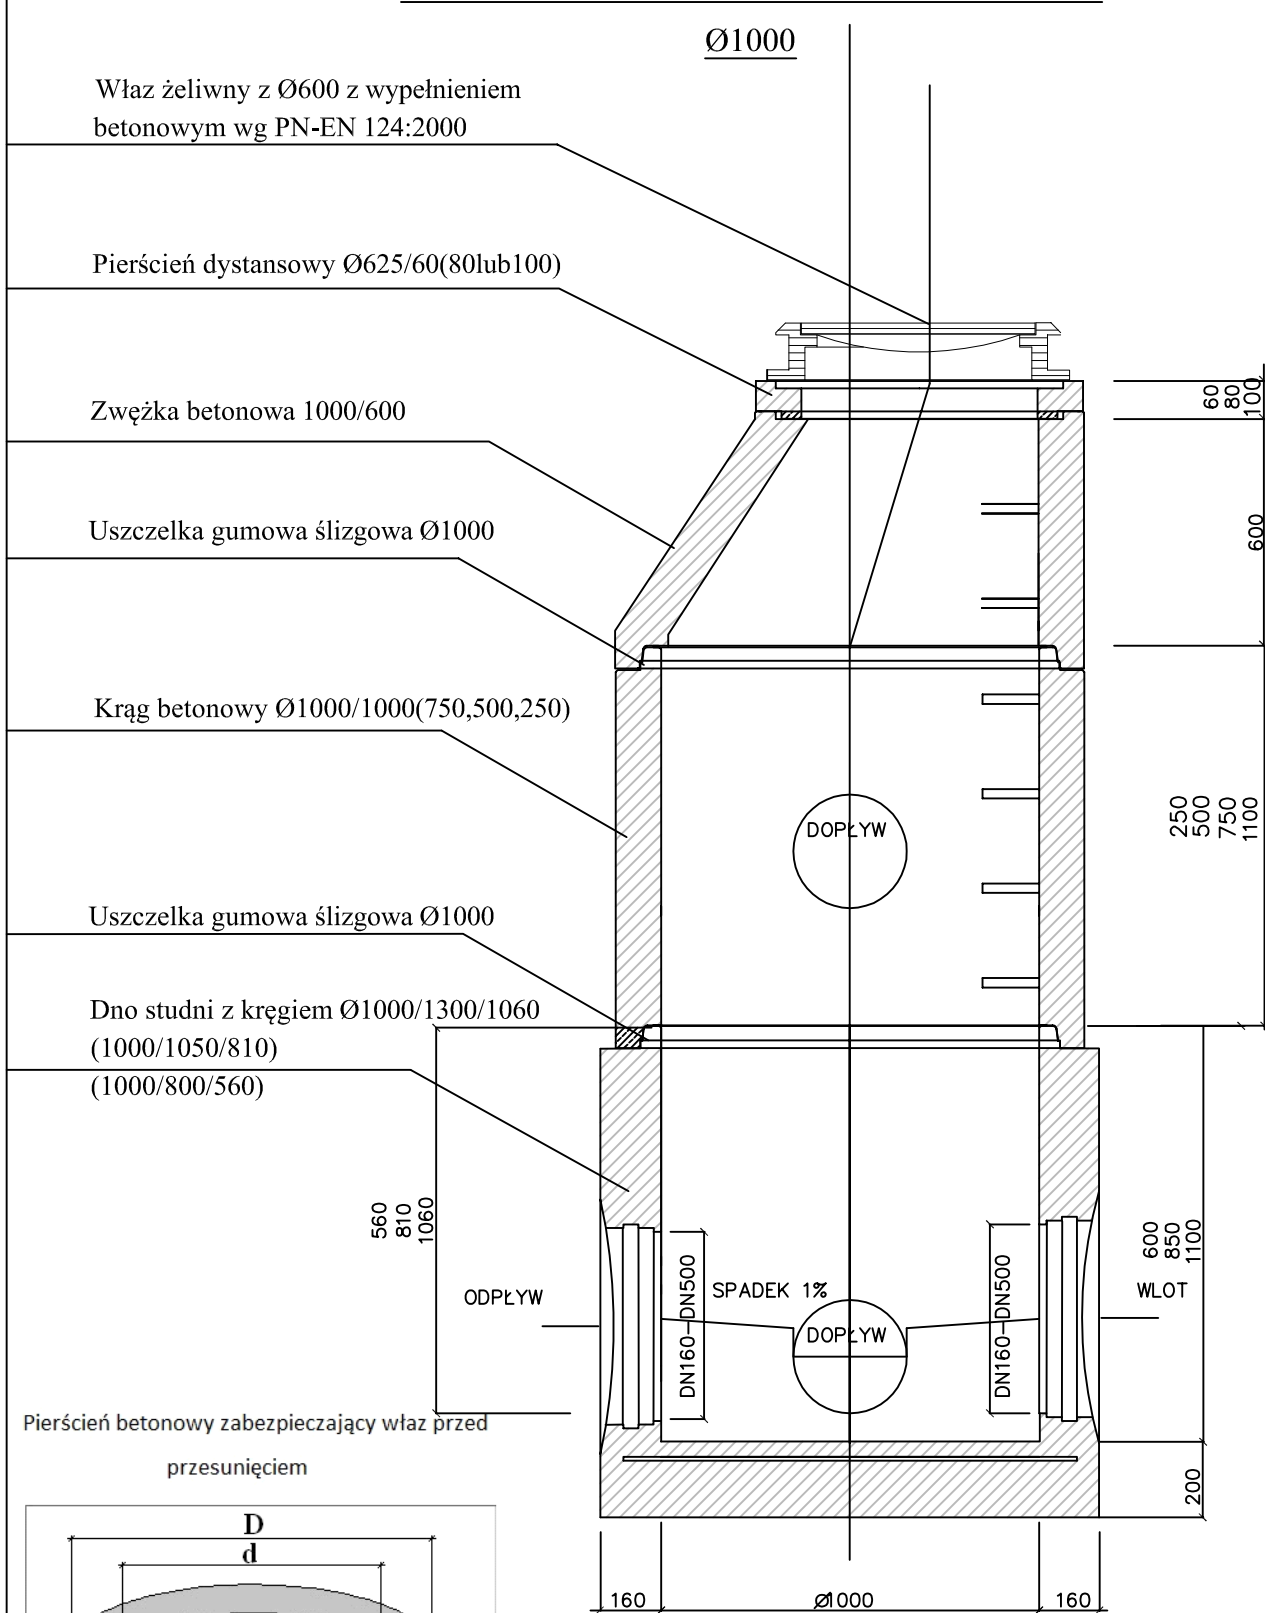 Ø1000
Właz żeliwny z Ø600 z wypełnieniem
betonowym wg PN-EN 124:2000
Pierścień dystansowy Ø625/60(80lub100)
60
80
100
Zwężka betonowa 1000/600
Uszczelka gumowa ślizgowa Ø1000
600
Krąg betonowy Ø1000/1000(750,500,250)
DOPŁYW
250
500
750
1100
Uszczelka gumowa ślizgowa Ø1000
Dno studni z kręgiem Ø1000/1300/1060
(1000/1050/810)
(1000/800/560)
560
810
1060
ODPŁYW
DN160-DN500
SPADEK 1%
DOPŁYW
DN160-DN500
WLOT
600
850
1100
200
Pierścień betonowy zabezpieczający właz przed
przesunięciem
D
d
160
Ø1000
160